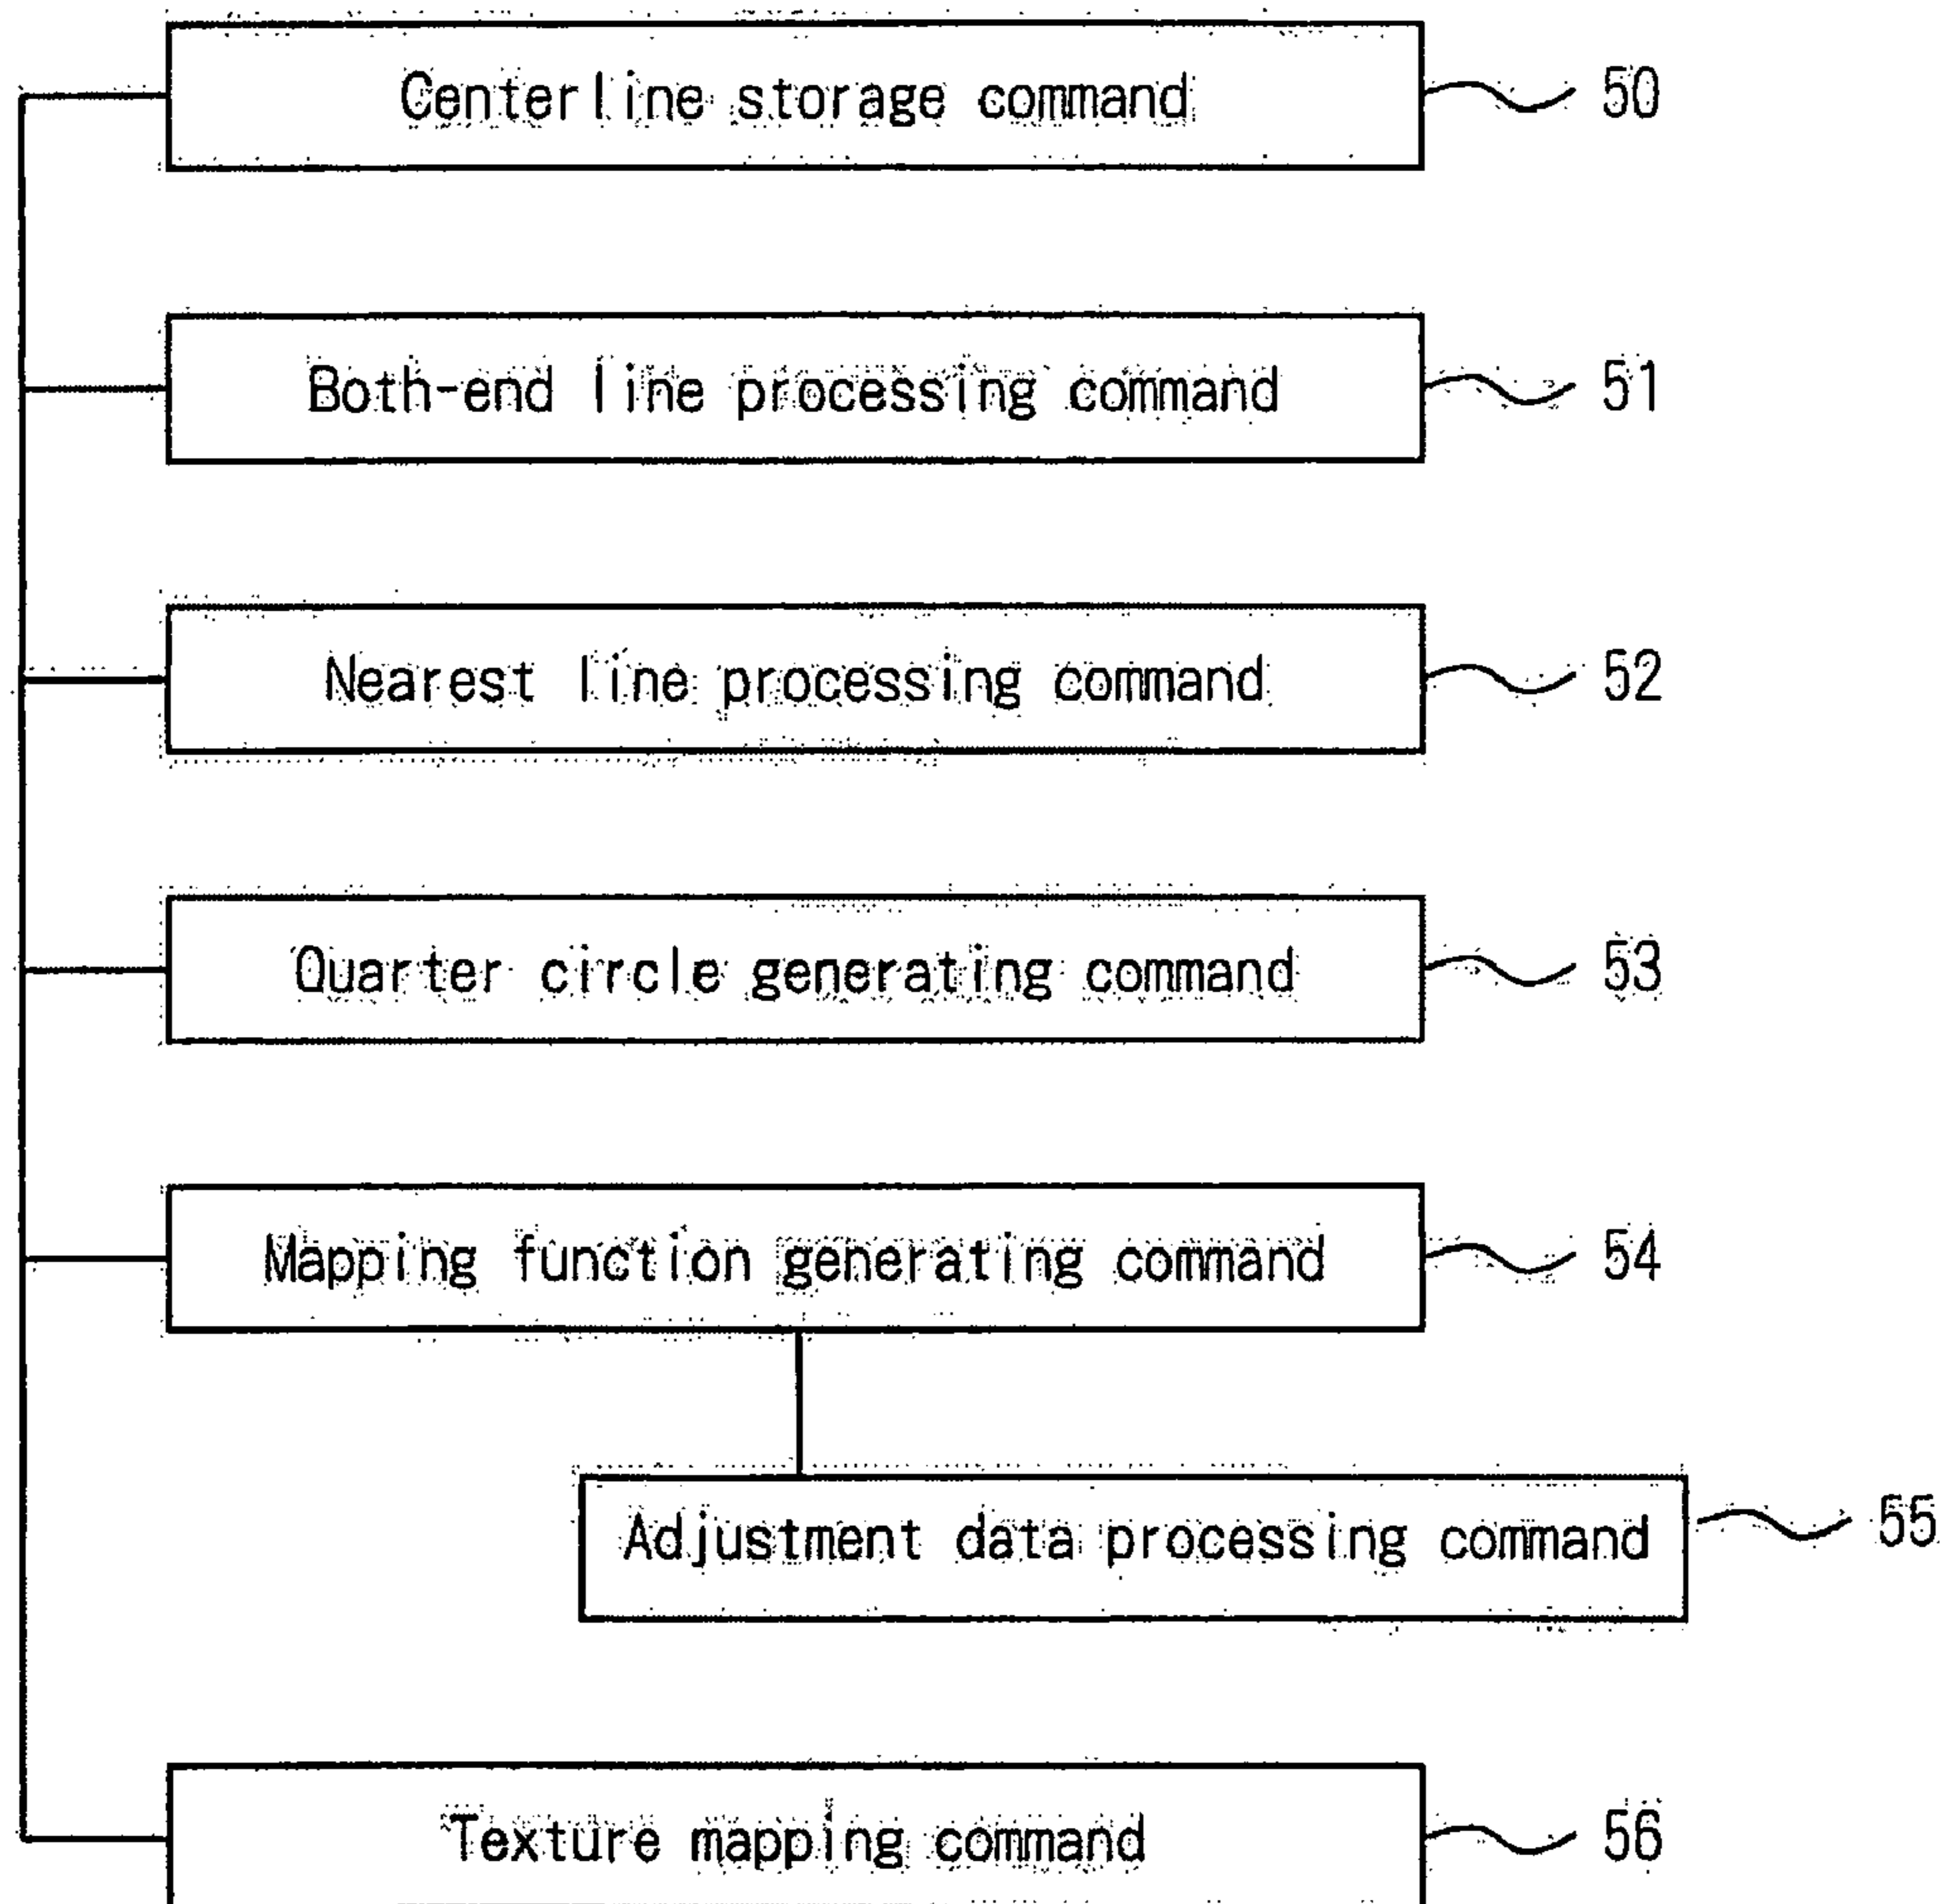 Centerline storage command 50
Both-end line processing command 51
Nearest line processing command 52
Quarter circle generating command 53
Mapping function generating command 54
Adjustment data processing command 55
Texture mapping command 56